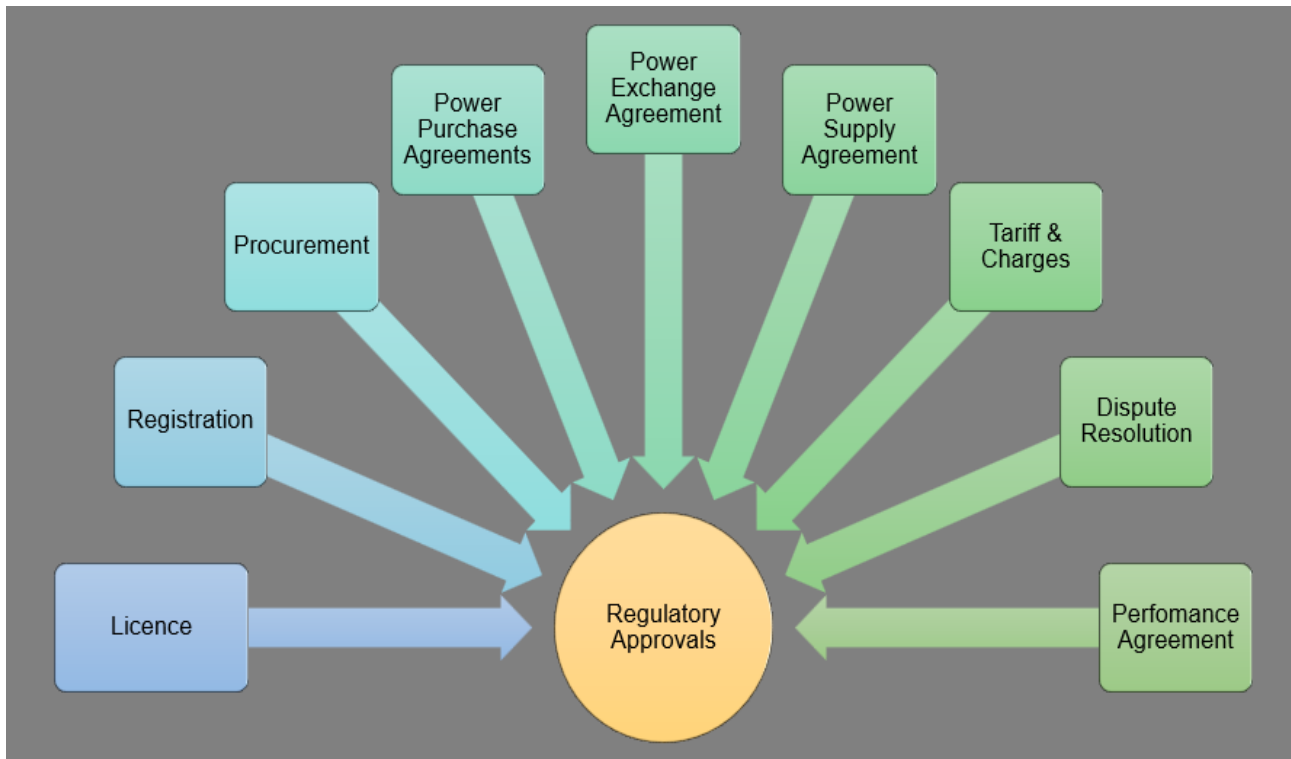 Power
Exchange
Agreement
Power
Purchase
Agreements
Power
Supply
Agreement
Procurement
Tariff &
Charges
Registration
Dispute
Resolution
Licence
Regulatory
Approvals
Perfomance
Agreement